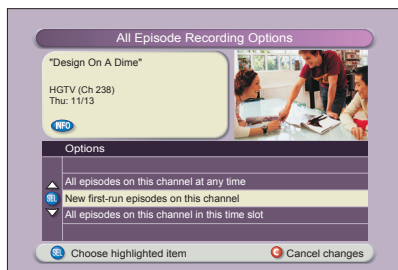 All Episode Recording Options
"Design On A Dime"
HGTV (Ch 238)
Thu: 11/13
INFO
Options
All episodes on this channel at any time
SEL
New first-run episodes on this channel
All episodes on this channel in this time slot
SEL Choose highlighted item
C Cancel changes